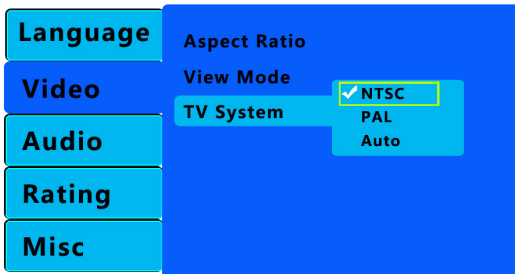 Language
Video
Audio
Rating
Misc
Aspect Ratio
View Mode
TV System
NTSC
PAL
Auto